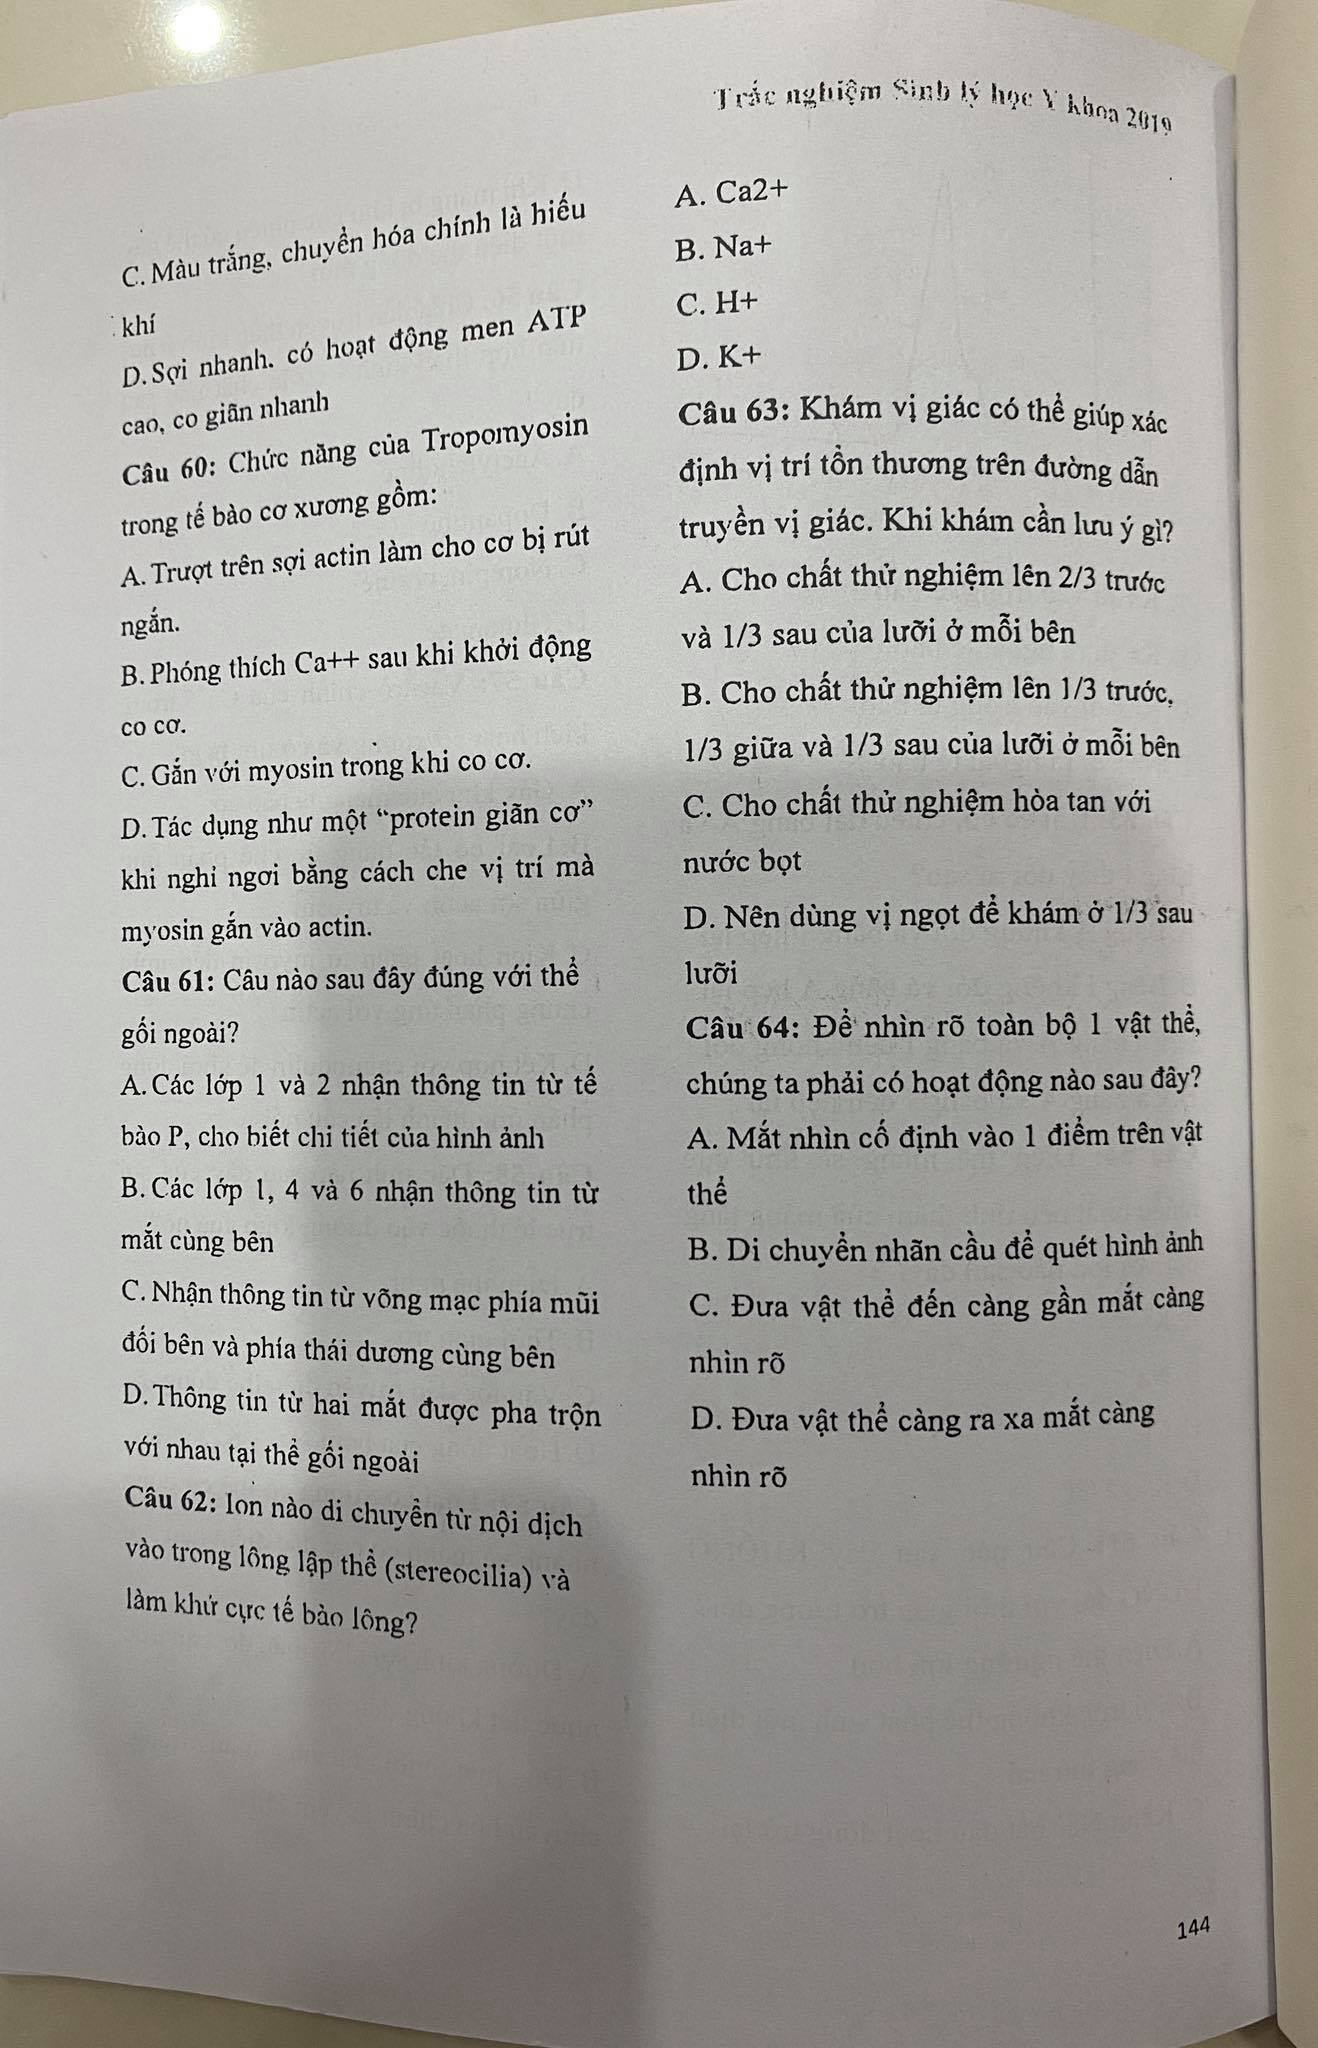 Trắc nghiệm Sinh lý học Y khoa 2019
C. Màu trắng, chuyển hóa chính là hiếu
khí
D. Sợi nhanh. có hoạt động men ATP
cao, co giãn nhanh
Câu 60: Chức năng của Tropomyosin
trong tế bào cơ xương gồm:
A. Trượt trên sợi actin làm cho cơ bị rút
ngắn.
B. Phóng thích Ca++ sau khi khởi động
co cơ.
C. Gắn với myosin trong khi co cơ.
D. Tác dụng như một “protein giãn cơ”
khi nghỉ ngơi bằng cách che vị trí mà
myosin gắn vào actin.
Câu 61: Câu nào sau đây đúng với thể
gối ngoài?
A. Các lớp 1 và 2 nhận thông tin từ tế
bào P, cho biết chi tiết của hình ảnh
B. Các lớp 1, 4 và 6 nhận thông tin từ
mắt cùng bên
C. Nhận thông tin từ võng mạc phía mũi
đối bên và phía thái dương cùng bên
D. Thông tin từ hai mắt được pha trộn
với nhau tại thể gối ngoài
Câu 62: Ion nào di chuyển từ nội dịch
vào trong lông lập thể (stereocilia) và
làm khử cực tế bào lông?
A. Ca2+
B. Na+
C. H+
D. K+
Câu 63: Khám vị giác có thể giúp xác
định vị trí tổn thương trên đường dẫn
truyền vị giác. Khi khám cần lưu ý gì?
A. Cho chất thử nghiệm lên 2/3 trước
và 1/3 sau của lưỡi ở mỗi bên
B. Cho chất thử nghiệm lên 1/3 trước,
1/3 giữa và 1/3 sau của lưỡi ở mỗi bên
C. Cho chất thử nghiệm hòa tan với
nước bọt
D. Nên dùng vị ngọt để khám ở 1/3 sau
lưỡi
Câu 64: Để nhìn rõ toàn bộ 1 vật thể,
chúng ta phải có hoạt động nào sau đây?
A. Mắt nhìn cố định vào 1 điểm trên vật
thể
B. Di chuyển nhãn cầu để quét hình ảnh
C. Đưa vật thể đến càng gần mắt càng
nhìn rõ
D. Đưa vật thể càng ra xa mắt càng
nhìn rõ
144